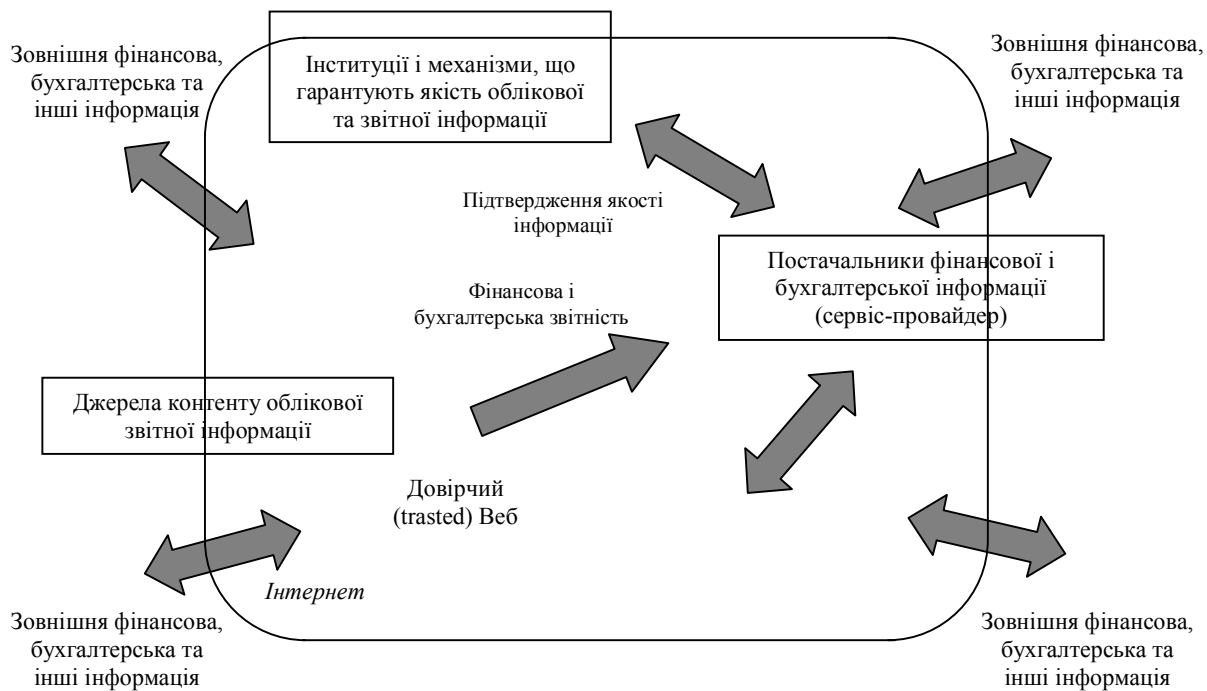 Зовнішня фінансова,
бухгалтерська та
інші інформація
Інституції і механізми, що
гарантують якість облікової
та звітної інформації
Зовнішня фінансова,
бухгалтерська та
інші інформація
Підтвердження якості
інформації
Постачальники фінансової і
бухгалтерської інформації
(сервіс-провайдер)
Фінансова і
бухгалтерська звітність
Джерела контенту облікової
звітної інформації
Довірчий
(trasted) Веб
Інтернет
Зовнішня фінансова,
бухгалтерська та
інші інформація
Зовнішня фінансова,
бухгалтерська та
інші інформація